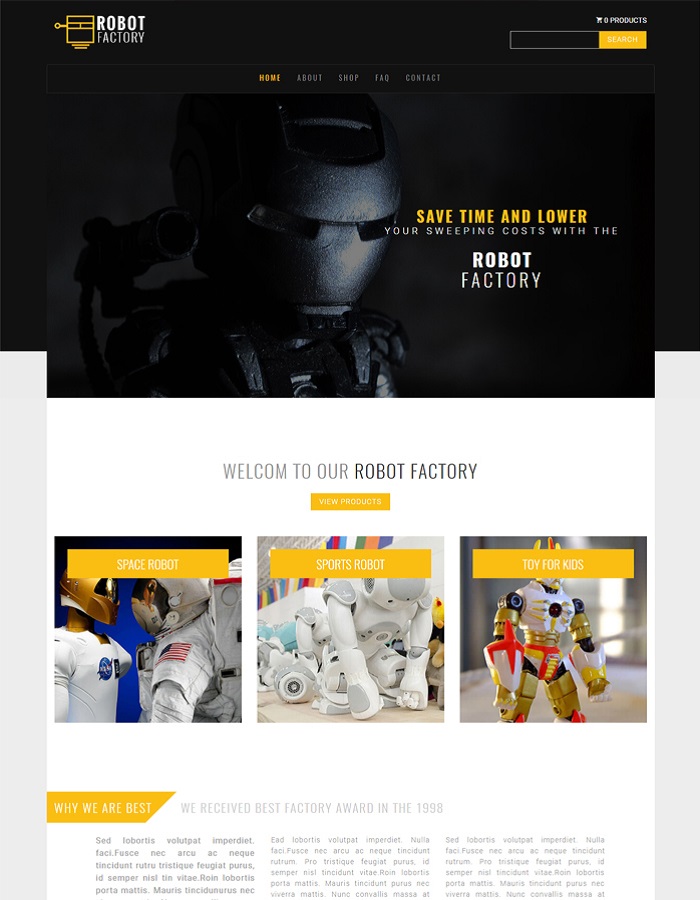 ROBOT
FACTORY
0 PRODUCTS
SEARCH
HOME ABOUT SHOP FAQ CONTACT
SAVE TIME AND LOWER
YOUR SWEEPING COSTS WITH THE
ROBOT
FACTORY
WELCOM TO OUR ROBOT FACTORY
VIEW PRODUCTS
SPACE ROBOT
SPORTS ROBOT
TOY FOR KIDS
WHY WE ARE BEST
WE RECEIVED BEST FACTORY AWARD IN THE 1998
Sed lobortis volutpat imperdiet.
faci.Fusce nec arcu ac neque
tincidunt rutru tristique feugiat purus,
id semper nisl tin vitae.Roin lobortis
porta mattis. Mauris tincidunurus nec
Ead lobortis volutpat imperdiet. Nulla
faci.Fusce nec arcu ac neque tincidunt
rutrum. Pro tristique feugiat purus, id
semper nisl tincidunt vitae.Roin lobortis
porta mattis. Mauris tincidunt purus nec
viverra mattis. Nunc convallis massa at
Sed lobortis volutpat imperdiet. Nulla
faci.Fusce nec arcu ac neque tincidunt
rutrum. Pro tristique feugiat purus, id
semper nisl tincidunt vitae.Roin lobortis
porta mattis. Mauris tincidunt purus nec
viverra mattis. Nunc convallis massa at